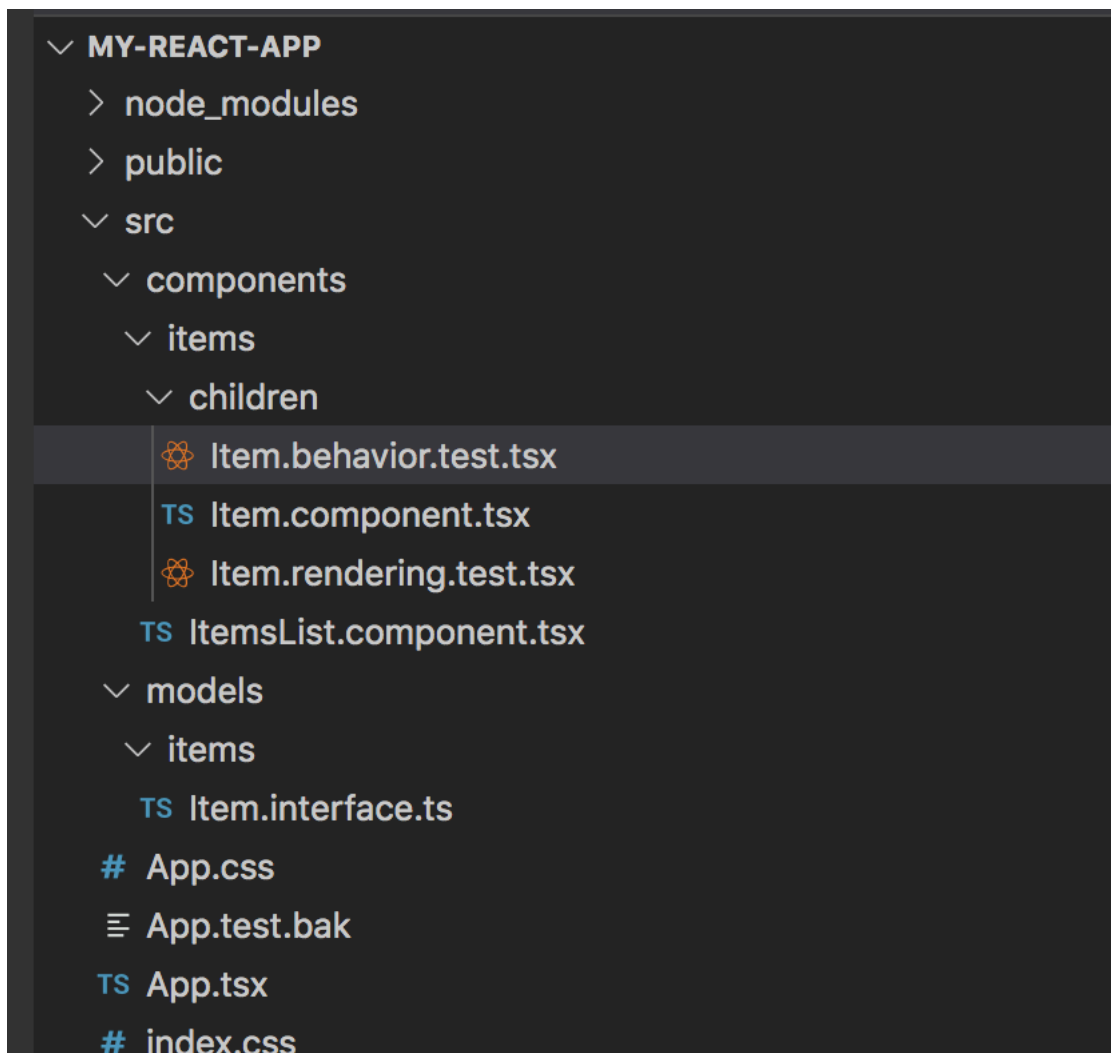 MY-REACT-APP
node_modules
public
src
components
items
children
Item.behavior.test.tsx
TS Item.component.tsx
Item.rendering.test.tsx
TS ItemsList.component.tsx
models
items
TS Item.interface.ts
# App.css
App.test.bak
TS App.tsx
# index.css